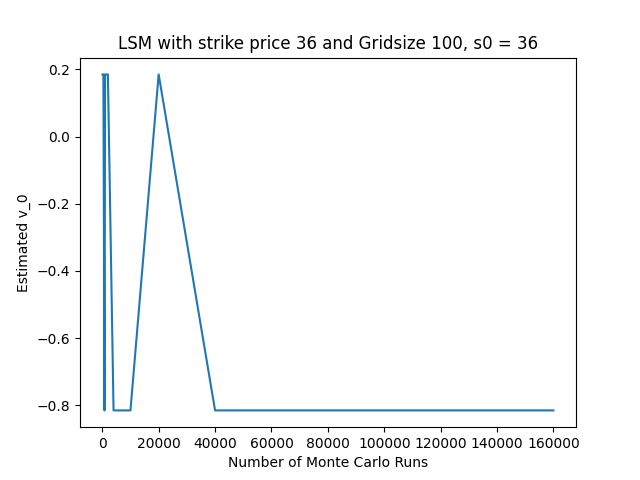 LSM with strike price 36 and Gridsize 100, s0 = 36
0.2
0.0
−0.2
−0.4
−0.6
−0.8
Estimated v_0
0 20000 40000 60000 80000 100000 120000 140000 160000
Number of Monte Carlo Runs